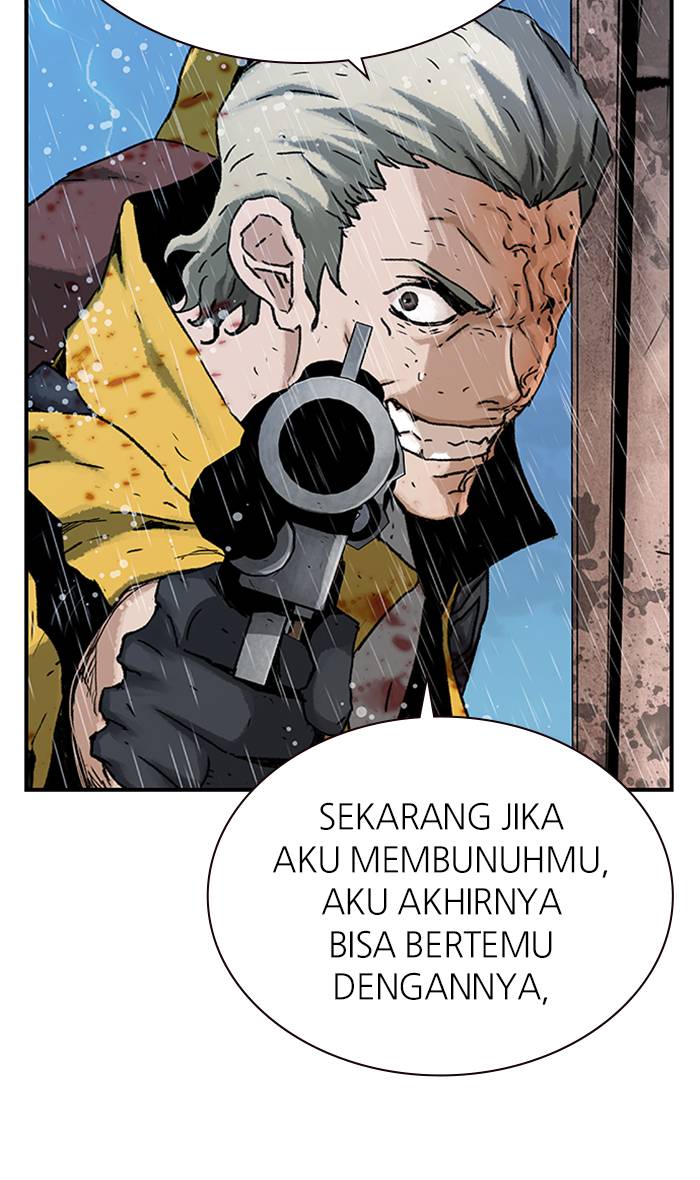 SEKARANG JIKA
AKU MEMBUNUHMU,
AKU AKHIRNYA
BISA BERTEMU
DENGANNYA,